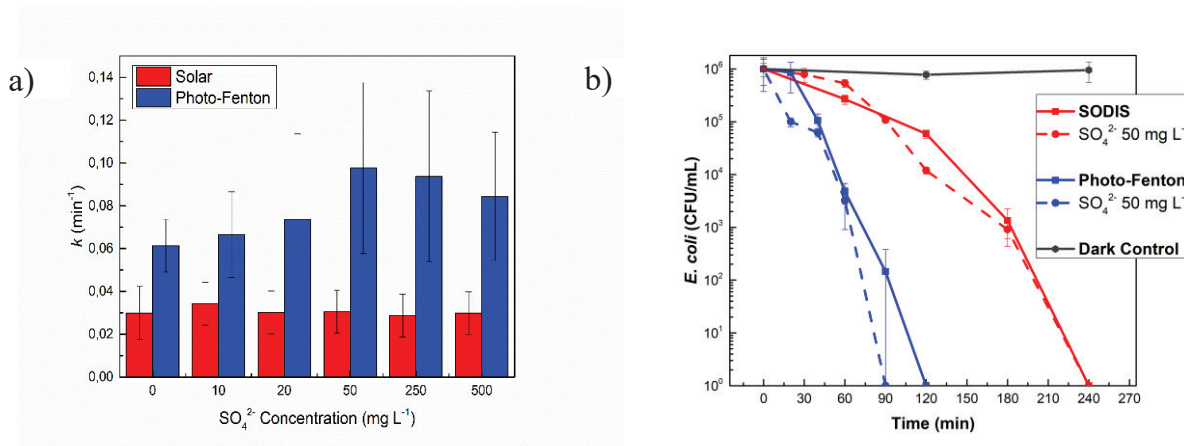 a)
b)
Solar
Photo-Fenton
0,14
0,12
0,10
0,08
0,06
0,04
0,02
0,00
k (min⁻¹)
0 10 20 50 250 500
SO₄²⁻ Concentration (mg L⁻¹)
10⁶
10⁵
10⁴
10³
10²
10¹
10⁰
E. coli (CFU/mL)
SODIS
SO₄²⁻ 50 mg L⁻
Photo-Fenton
SO₄²⁻ 50 mg L⁻
Dark Control
0 30 60 90 120 150 180 210 240 270
Time (min)